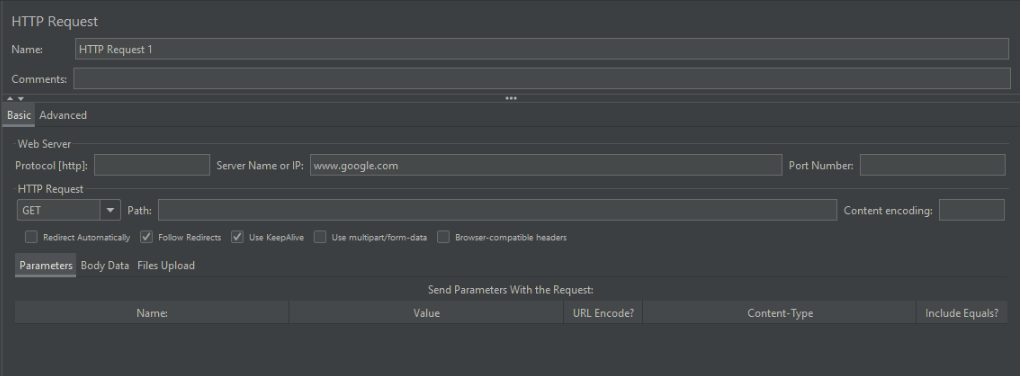 HTTP Request
Name: HTTP Request 1
Comments:
Basic Advanced
Web Server
Protocol [http]: Server Name or IP: www.google.com Port Number:
HTTP Request
GET Path: Content encoding:
Redirect Automatically Follow Redirects Use KeepAlive Use multipart/form-data Browser-compatible headers
Parameters Body Data Files Upload
Send Parameters With the Request:
Name: Value URL Encode? Content-Type Include Equals?